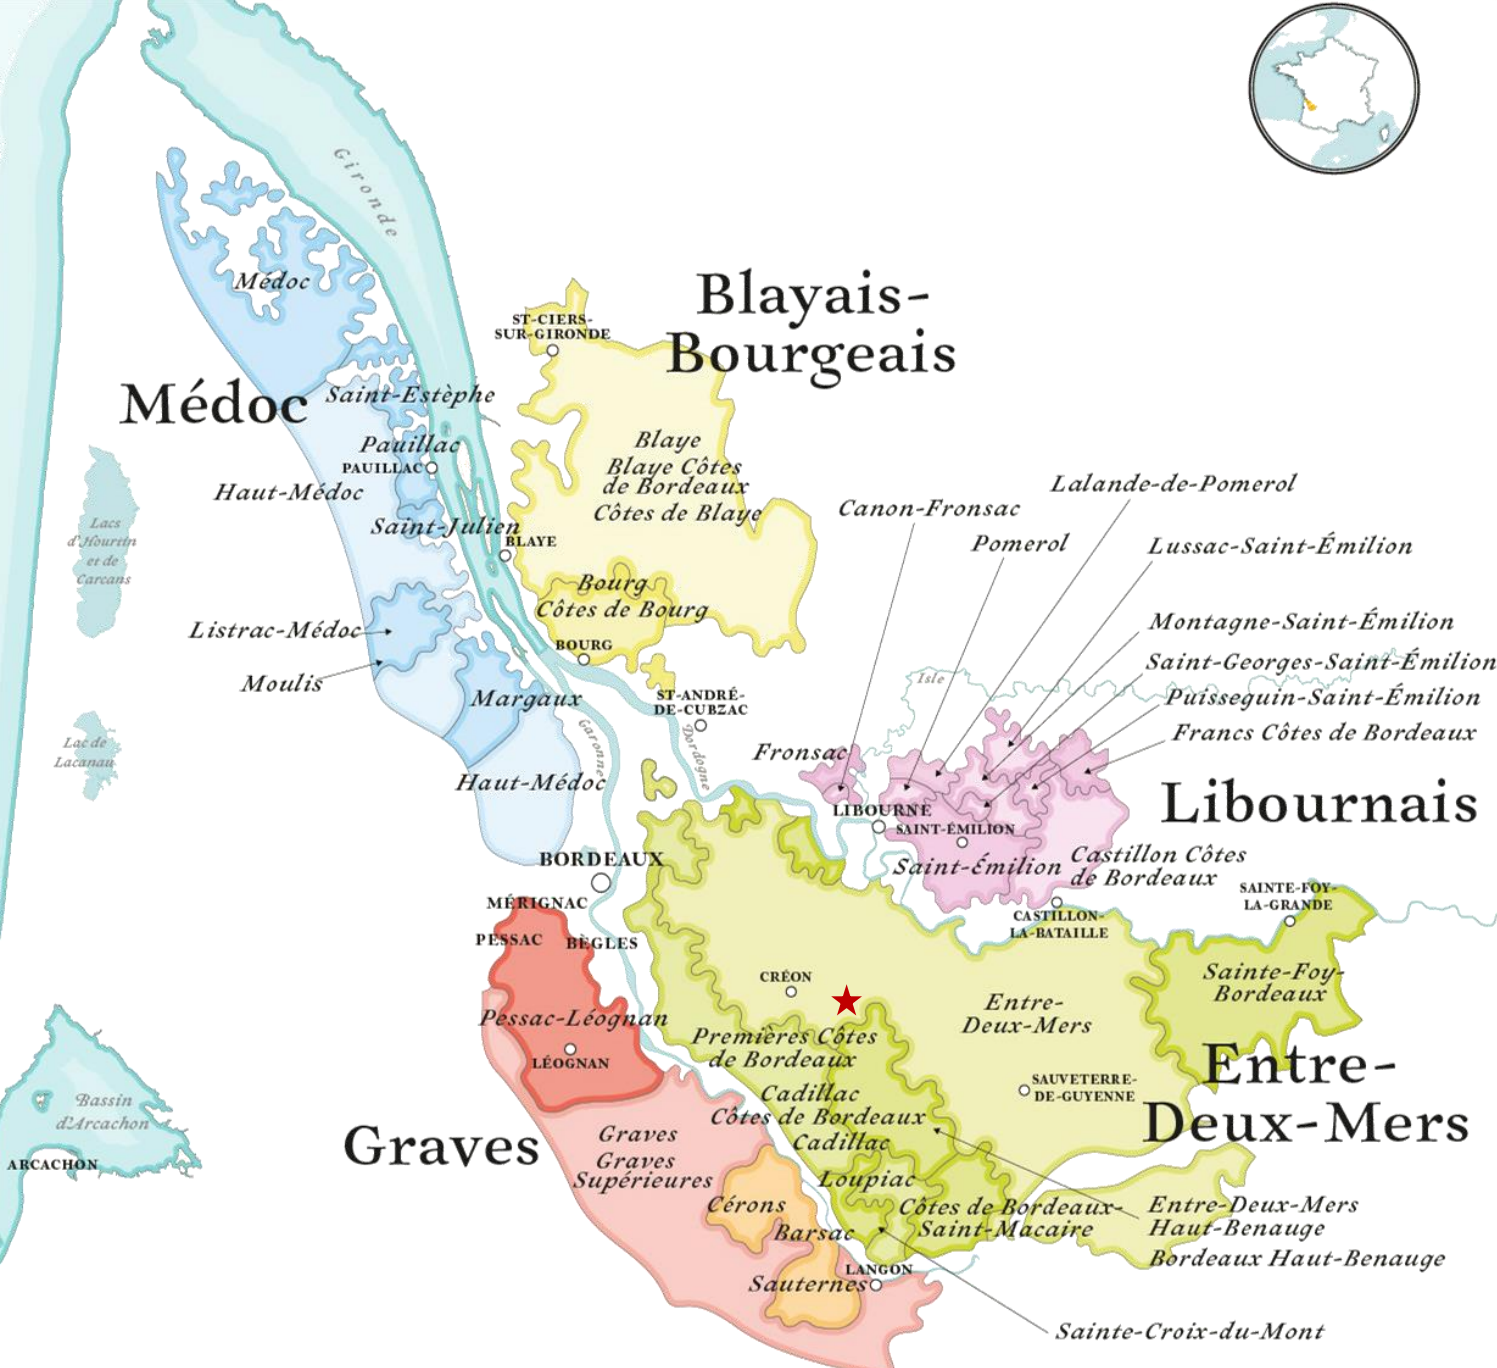 Gironde
Médoc
Blayais-
Bourgeais
ST-CIERS-
SUR-GIRONDE
Médoc
Saint-Estèphe
Pauillac
PAUILLAC
Haut-Médoc
Saint-Julien
BLAYE
Blaye
Blaye Côtes
de Bordeaux
Côtes de Blaye
Lacs
d'Hourtin
et de
Carcans
Bourg
Côtes de Bourg
BOURG
Listrac-Médoc
Moulis
Margaux
ST-ANDRÉ-
DE-CUBZAC
Lac de
Lacanau
Garonne
Dordogne
Haut-Médoc
Canon-Fronsac
Lalande-de-Pomerol
Pomerol
Lussac-Saint-Émilion
Montagne-Saint-Émilion
Saint-Georges-Saint-Émilion
Puisseguin-Saint-Émilion
Francs Côtes de Bordeaux
Isle
Fronsac
LIBOURNE
SAINT-ÉMILION
Saint-Émilion
Libournais
Castillon Côtes
de Bordeaux
CASTILLON-
LA-BATAILLE
SAINTE-FOY-
LA-GRANDE
BORDEAUX
MÉRIGNAC
PESSAC
BÈGLES
Pessac-Léognan
LÉOGNAN
CRÉON
Entre-
Deux-Mers
Sainte-Foy-
Bordeaux
Premières Côtes
de Bordeaux
SAUVETERRE-
DE-GUYENNE
Entre-
Deux-Mers
Cadillac
Côtes de Bordeaux
Cadillac
Bassin
d'Arcachon
ARCACHON
Graves
Graves
Graves
Supérieures
Cérons
Barsac
Sauternes
LANGON
Loupiac
Côtes de Bordeaux-
Saint-Macaire
Entre-Deux-Mers
Haut-Benauge
Bordeaux Haut-Benauge
Sainte-Croix-du-Mont